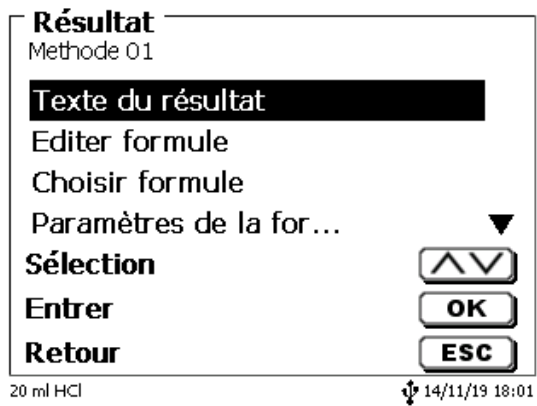 Résultat
Methode 01
Texte du résultat
Editer formule
Choisir formule
Paramètres de la for...
Sélection
Entrer OK
Retour ESC
20 ml HCl 14/11/19 18:01